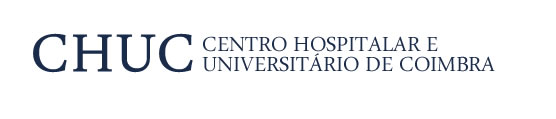 CHUC
CENTRO HOSPITALAR E
UNIVERSITÁRIO DE COIMBRA